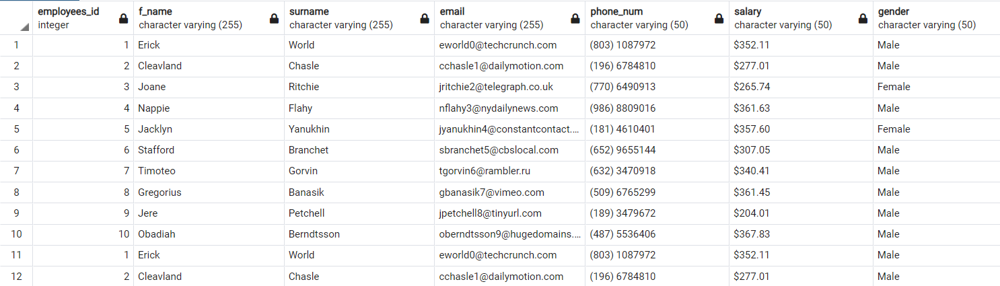 employees_id f_name surname email phone_num salary gender
integer character varying (255) character varying (255) character varying (255) character varying (50) character varying (50) character varying (50)
1 1 Erick World eworld0@techcrunch.com (803) 1087972 $352.11 Male
2 2 Cleavland Chasle cchasle1@dailymotion.com (196) 6784810 $277.01 Male
3 3 Joane Ritchie jritchie2@telegraph.co.uk (770) 6490913 $265.74 Female
4 4 Nappie Flahy nflahy3@nydailynews.com (986) 8809016 $361.63 Male
5 5 Jacklyn Yanukhin jyanukhin4@constantcontact.... (181) 4610401 $357.60 Female
6 6 Stafford Branchet sbranchet5@cbslocal.com (652) 9655144 $307.05 Male
7 7 Timoteo Gorvin tgorvin6@rambler.ru (632) 3470918 $340.41 Male
8 8 Gregorius Banasik gbanasik7@vimeo.com (509) 6765299 $361.45 Male
9 9 Jere Petchell jpetchell8@tinyurl.com (189) 3479672 $204.01 Male
10 10 Obadiah Berndtsson oberndtsson9@hugedomains.... (487) 5536406 $367.83 Male
11 1 Erick World eworld0@techcrunch.com (803) 1087972 $352.11 Male
12 2 Cleavland Chasle cchasle1@dailymotion.com (196) 6784810 $277.01 Male